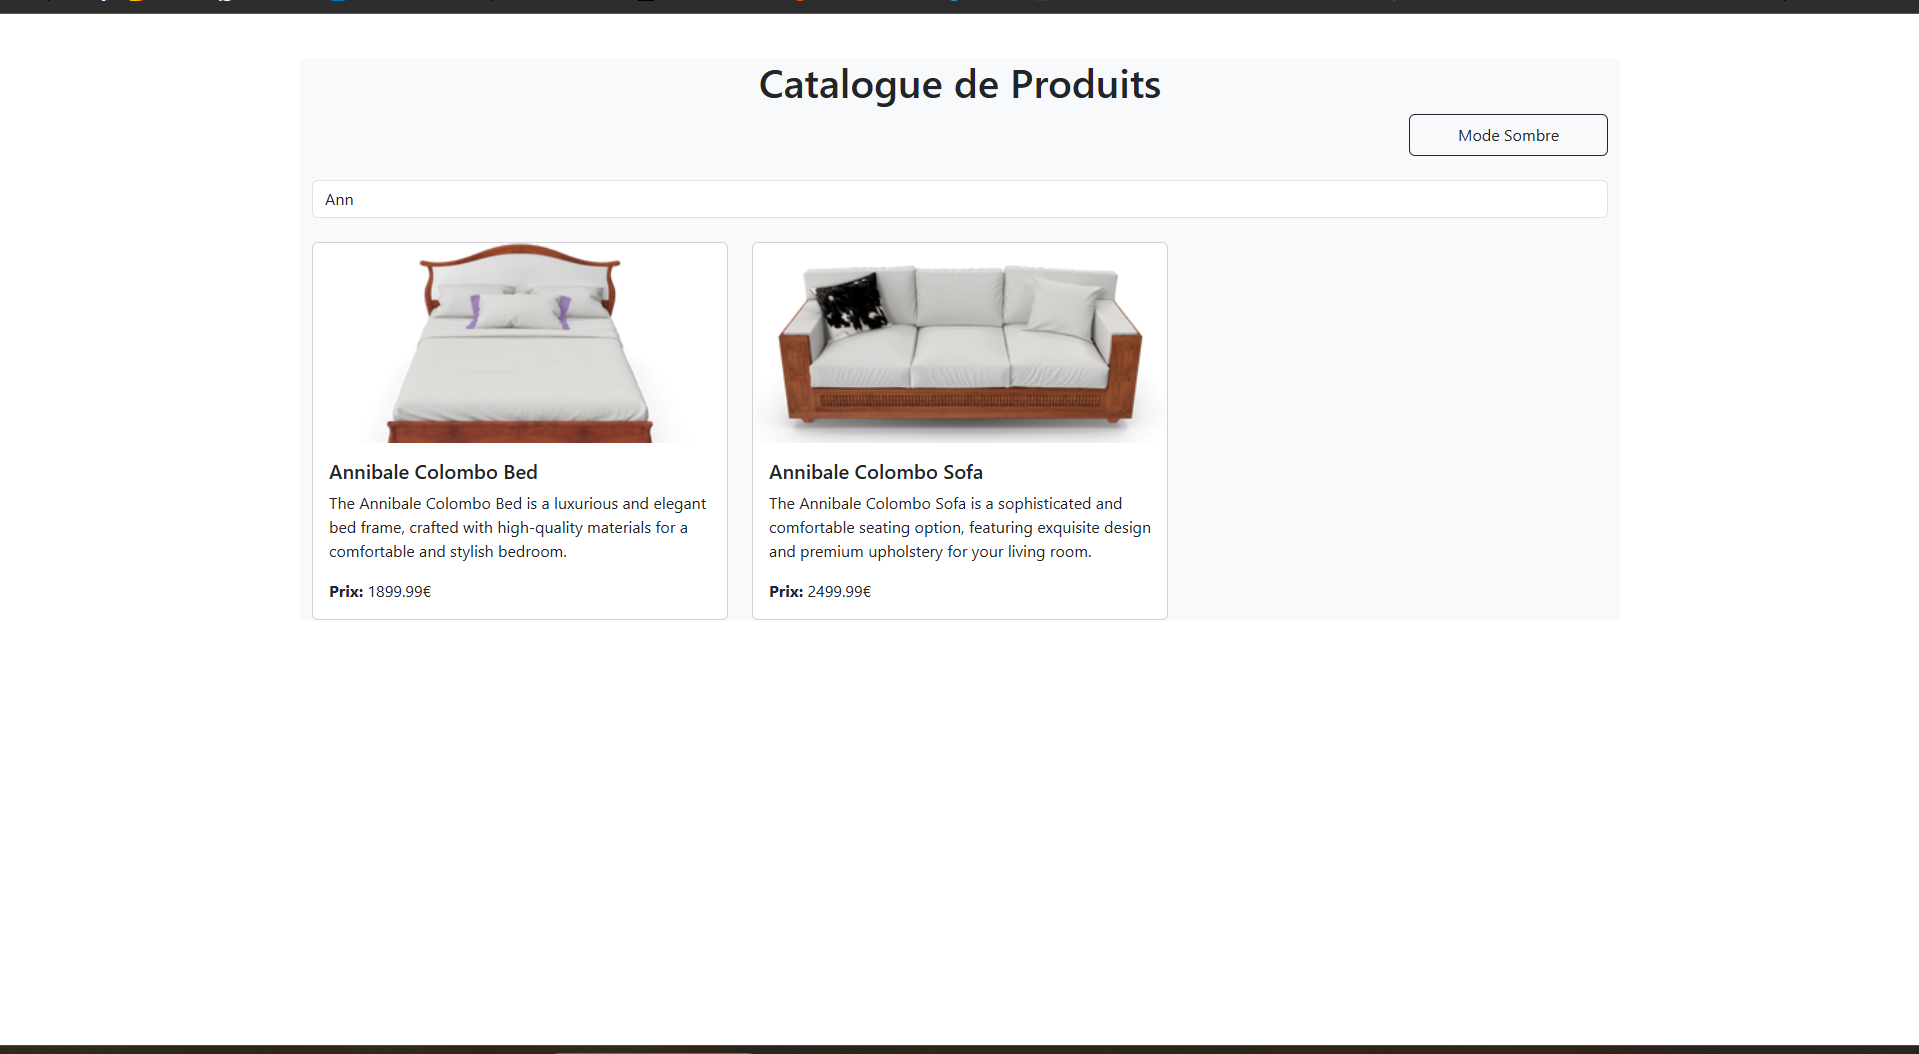 Catalogue de Produits
Mode Sombre
Ann
Annibale Colombo Bed
The Annibale Colombo Bed is a luxurious and elegant
bed frame, crafted with high-quality materials for a
comfortable and stylish bedroom.
Prix: 1899.99€
Annibale Colombo Sofa
The Annibale Colombo Sofa is a sophisticated and
comfortable seating option, featuring exquisite design
and premium upholstery for your living room.
Prix: 2499.99€